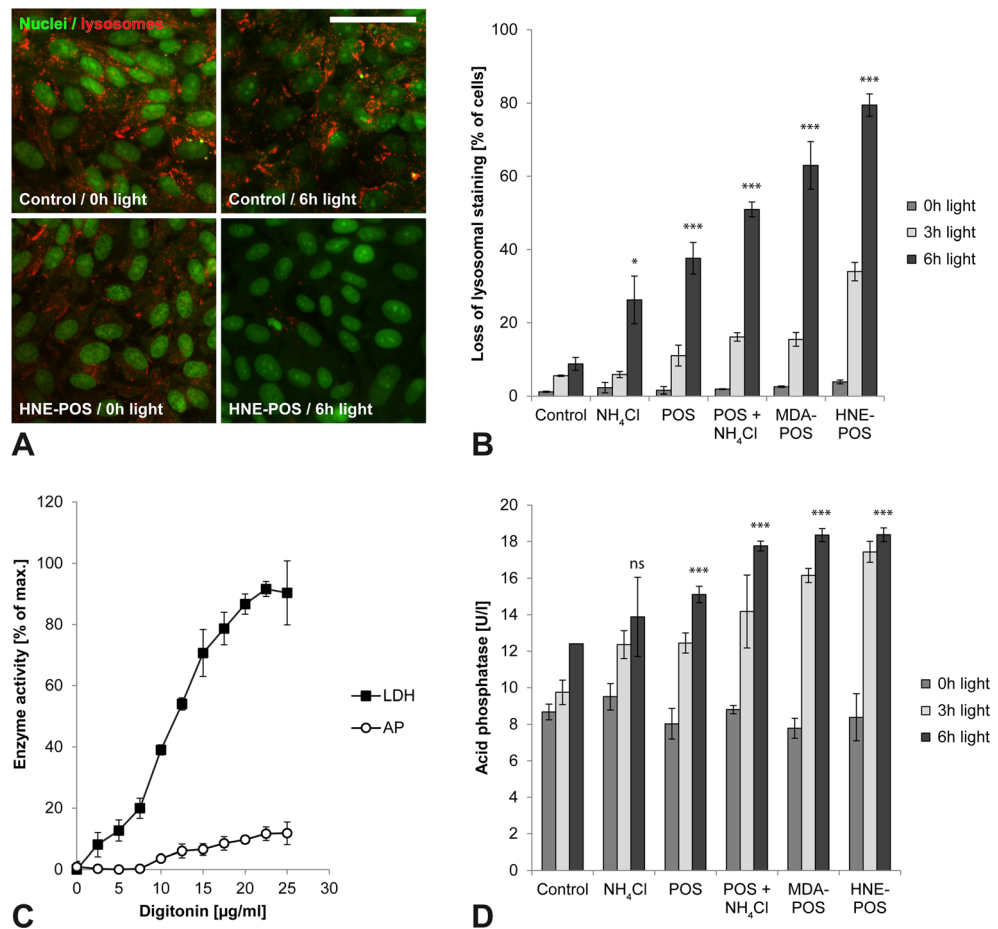 Nuclei / lysosomes
Control / 0h light
Control / 6h light
HNE-POS / 0h light
HNE-POS / 6h light
A
Loss of lysosomal staining [% of cells]
100
80
60
40
20
0
*
***
***
***
***
Control
NH₄Cl
POS
POS +
NH₄Cl
MDA-
POS
HNE-
POS
0h light
3h light
6h light
B
Enzyme activity [% of max.]
120
100
80
60
40
20
0
0
5
10
15
20
25
30
Digitonin [µg/ml]
LDH
AP
C
Acid phosphatase [U/l]
20
18
16
14
12
10
8
6
4
2
0
ns
***
***
***
***
Control
NH₄Cl
POS
POS +
NH₄Cl
MDA-
POS
HNE-
POS
0h light
3h light
6h light
D